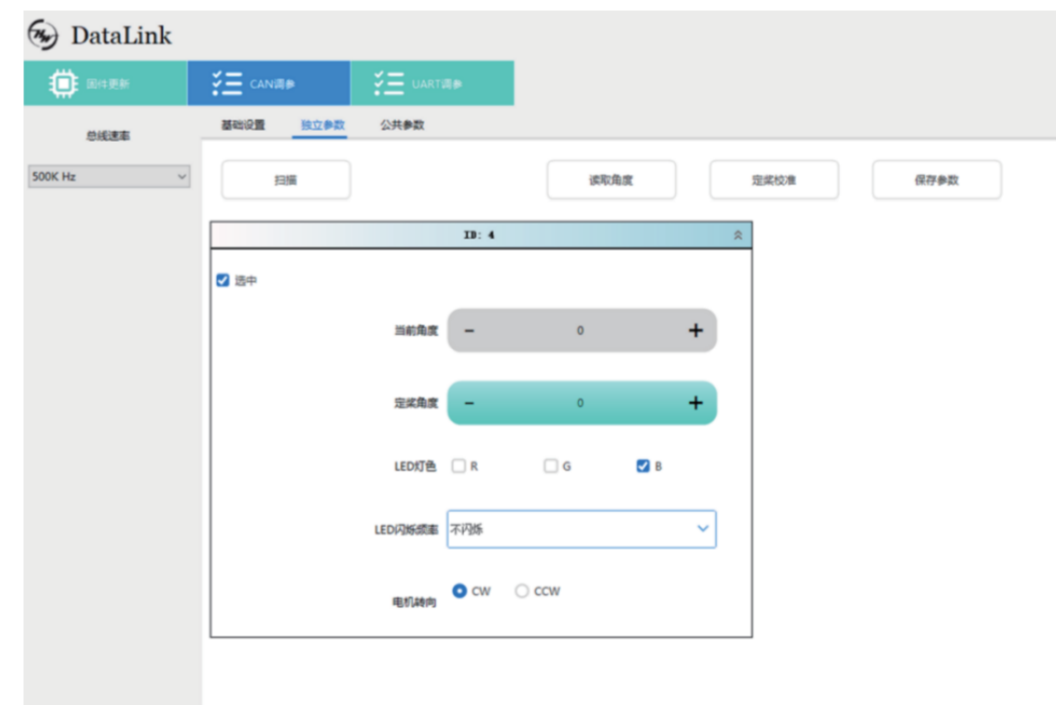 DataLink
固件更新 CAN调参 UART调参
总线速率
500K Hz
基础设置 独立参数 公共参数
扫描 读取角度 定桨校准 保存参数
ID: 4
选中
当前角度 - 0 +
定桨角度 - 0 +
LED灯色 R G B
LED闪烁频率 不闪烁
电机转向 CW CCW